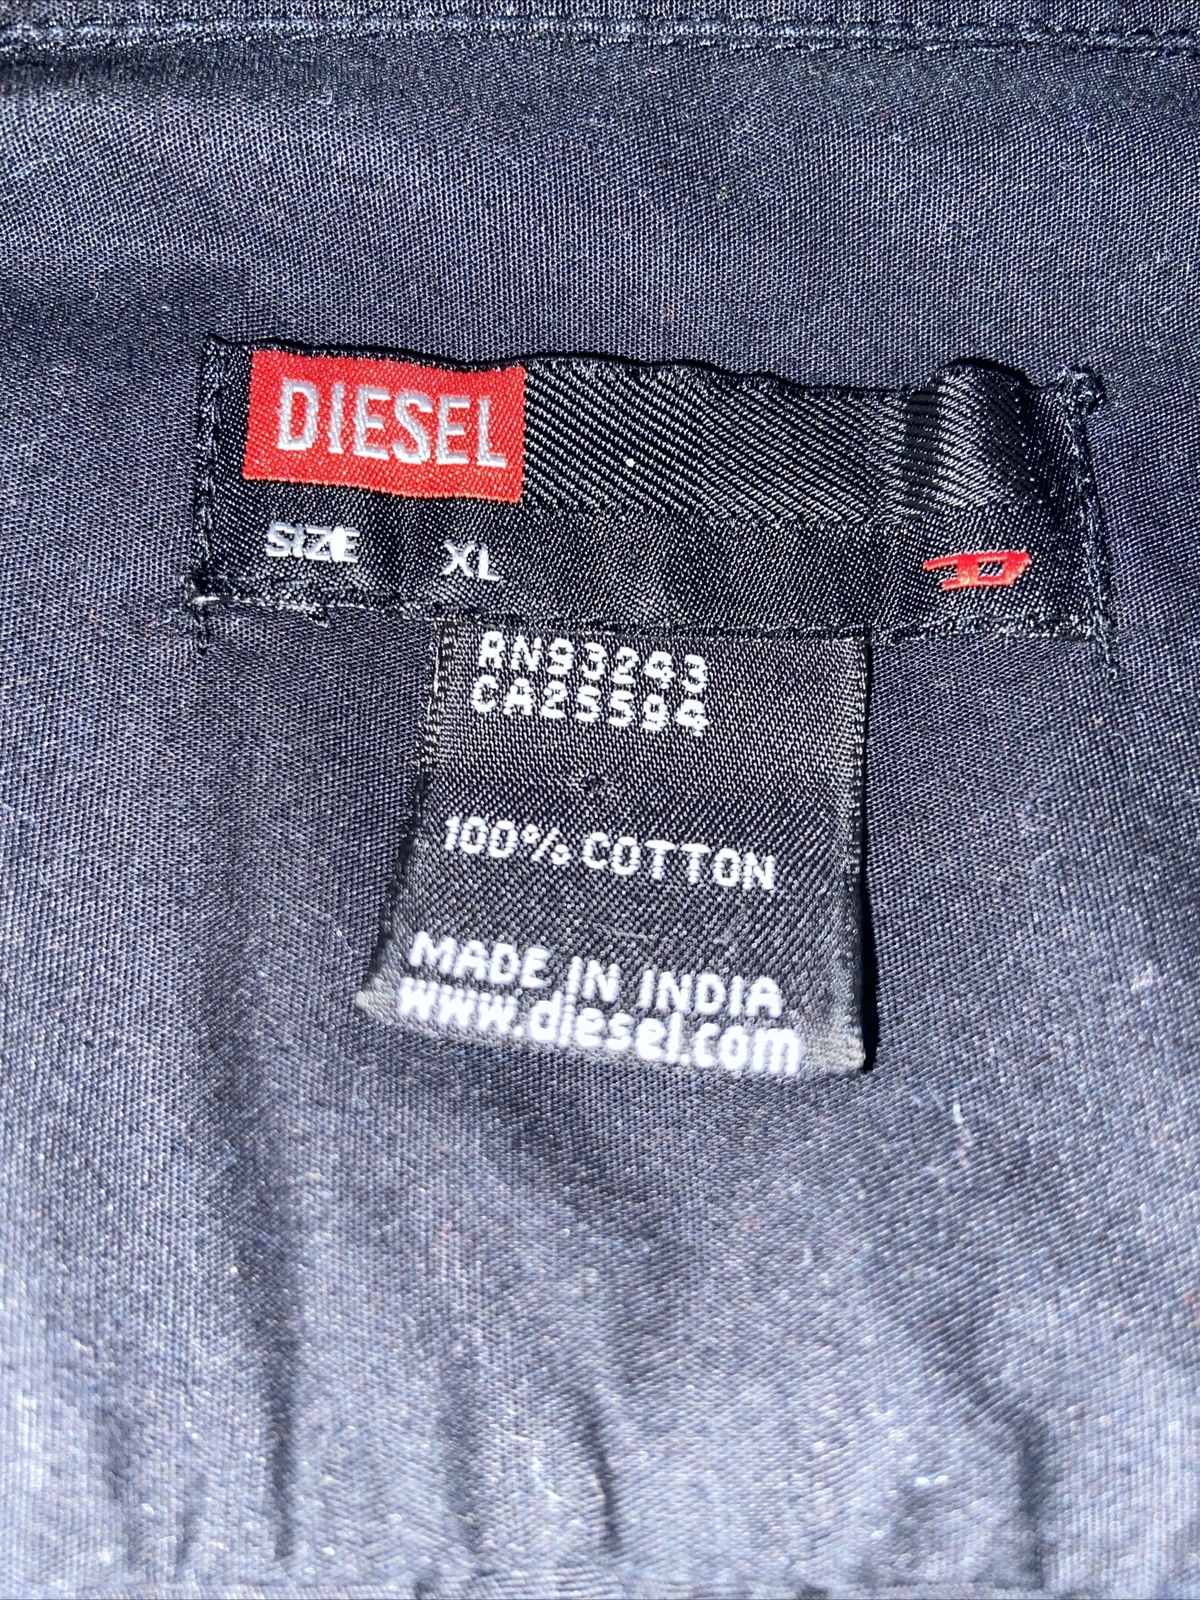 DIESEL
SIZE XL
D
RN93243
CA25594
100% COTTON
MADE IN INDIA
www.diesel.com